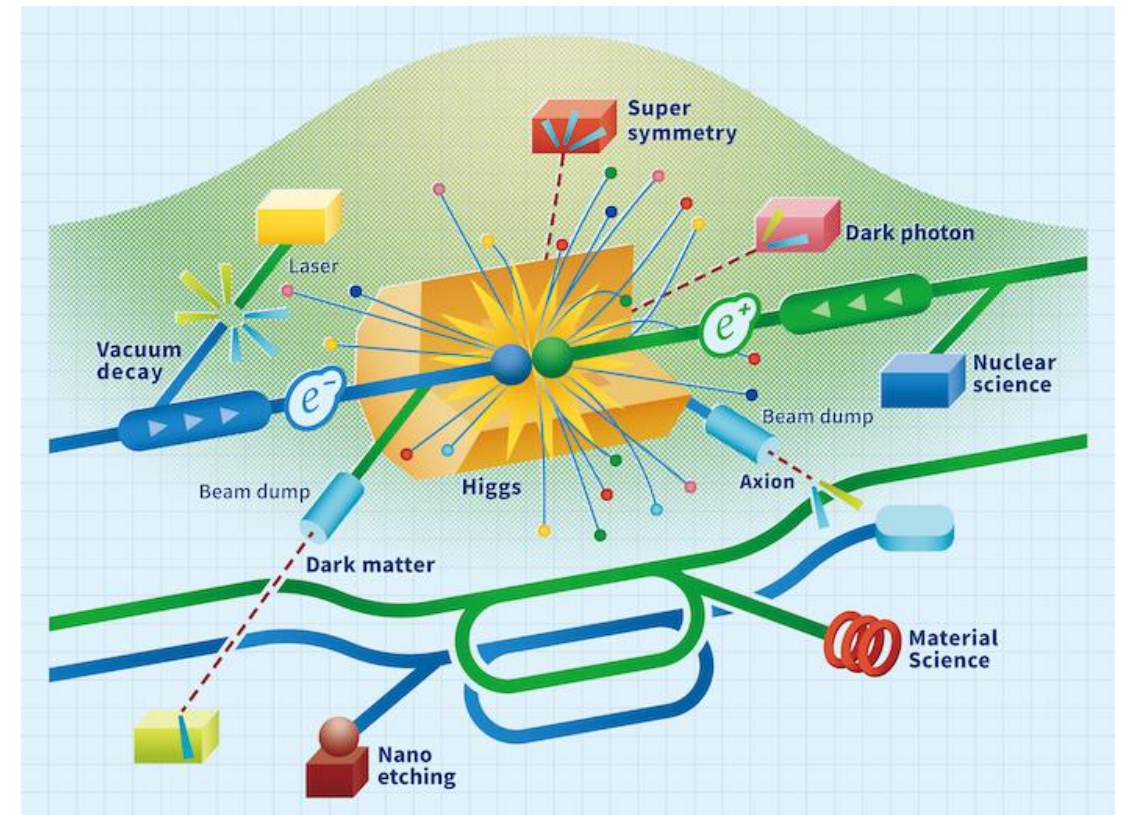 Super
symmetry
Dark photon
Laser
Vacuum
decay
e+
e-
Nuclear
science
Beam dump
Axion
Higgs
Beam dump
Dark matter
Material
Science
Nano
etching